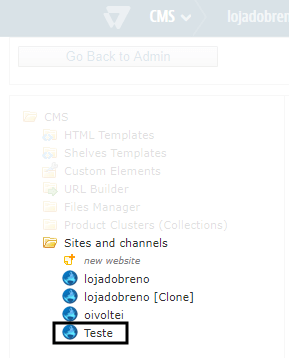 CMS
lojadobreno
Go Back to Admin
CMS
HTML Templates
Shelves Templates
Custom Elements
URL Builder
Files Manager
Product Clusters (Collections)
Sites and channels
new website
lojadobreno
lojadobreno [Clone]
oivoltei
Teste